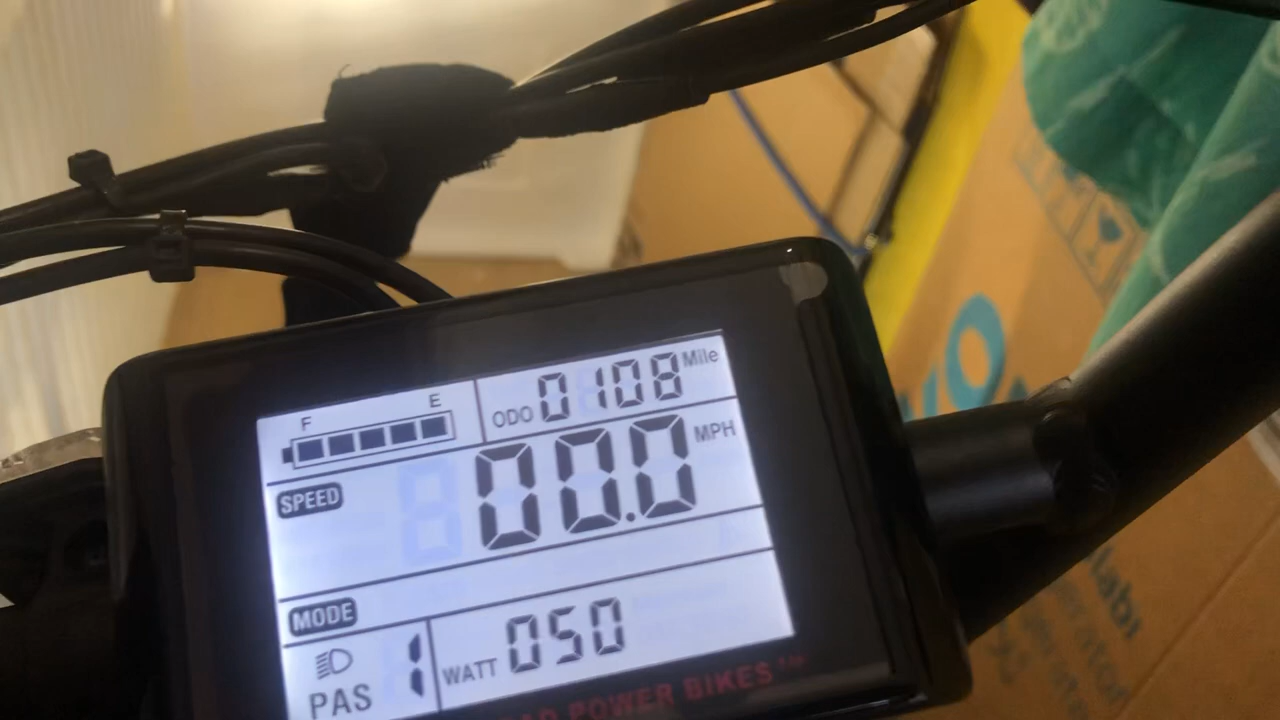 F E
ODO 0108 Mile
SPEED 00.0 MPH
MODE
PAS 1
WATT 050
POWER BIKES